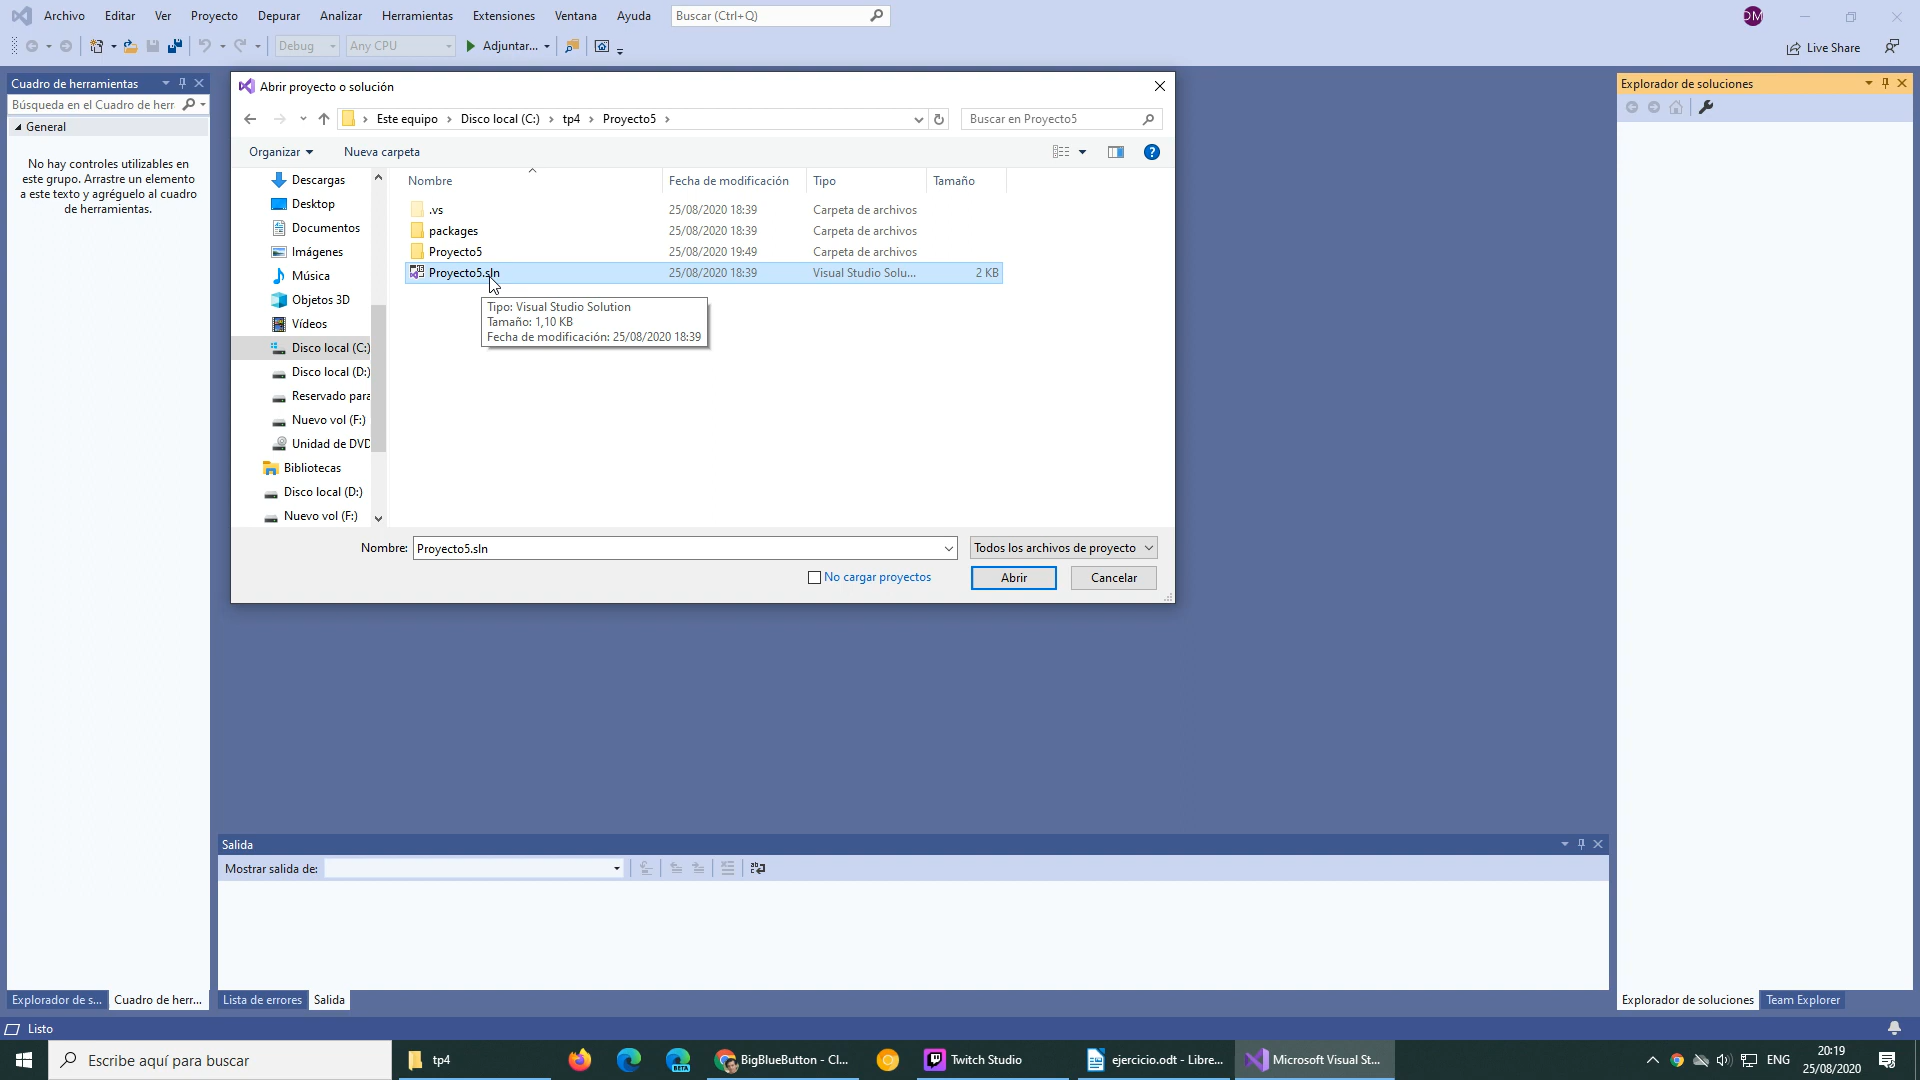 Archivo Editar Ver Proyecto Depurar Analizar Herramientas Extensiones Ventana Ayuda Buscar (Ctrl+Q) DM
Debug Any CPU Adjuntar... Live Share
Cuadro de herramientas
Búsqueda en el Cuadro de herr
General
No hay controles utilizables en
este grupo. Arrastre un elemento
a este texto y agréguelo al cuadro
de herramientas.
Abrir proyecto o solución
Este equipo Disco local (C:) tp4 Proyecto5 Buscar en Proyecto5
Organizar Nueva carpeta
Descargas
Desktop
Documentos
Imágenes
Música
Objetos 3D
Vídeos
Disco local (C:)
Disco local (D:)
Reservado para
Nuevo vol (F:)
Unidad de DVD
Bibliotecas
Disco local (D:)
Nuevo vol (F:)
Nombre Fecha de modificación Tipo Tamaño
.vs 25/08/2020 18:39 Carpeta de archivos
packages 25/08/2020 18:39 Carpeta de archivos
Proyecto5 25/08/2020 19:49 Carpeta de archivos
Proyecto5.sln 25/08/2020 18:39 Visual Studio Solu... 2 KB
Tipo: Visual Studio Solution
Tamaño: 1,10 KB
Fecha de modificación: 25/08/2020 18:39
Nombre: Proyecto5.sln Todos los archivos de proyecto
No cargar proyectos Abrir Cancelar
Explorador de soluciones
Salida
Mostrar salida de:
Explorador de s... Cuadro de herr... Lista de errores Salida Explorador de soluciones Team Explorer
Listo
Escribe aquí para buscar tp4 BETA BigBlueButton - Cl... Twitch Studio ejercicio.odt - Libre... Microsoft Visual St... ENG 20:19
25/08/2020